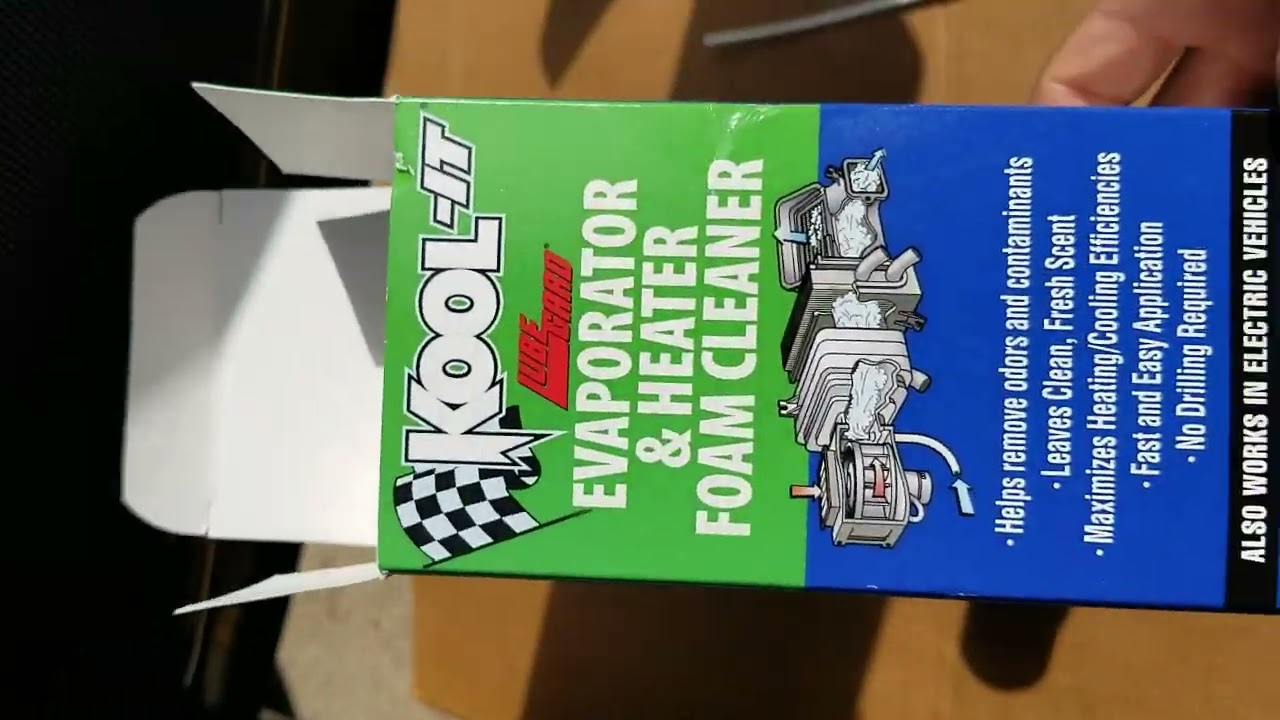 KOOL-IT
LUBEGARD®
EVAPORATOR
& HEATER
FOAM CLEANER
• Helps remove odors and contaminants
• Leaves Clean, Fresh Scent
• Maximizes Heating/Cooling Efficiencies
• Fast and Easy Application
• No Drilling Required
ALSO WORKS IN ELECTRIC VEHICLES